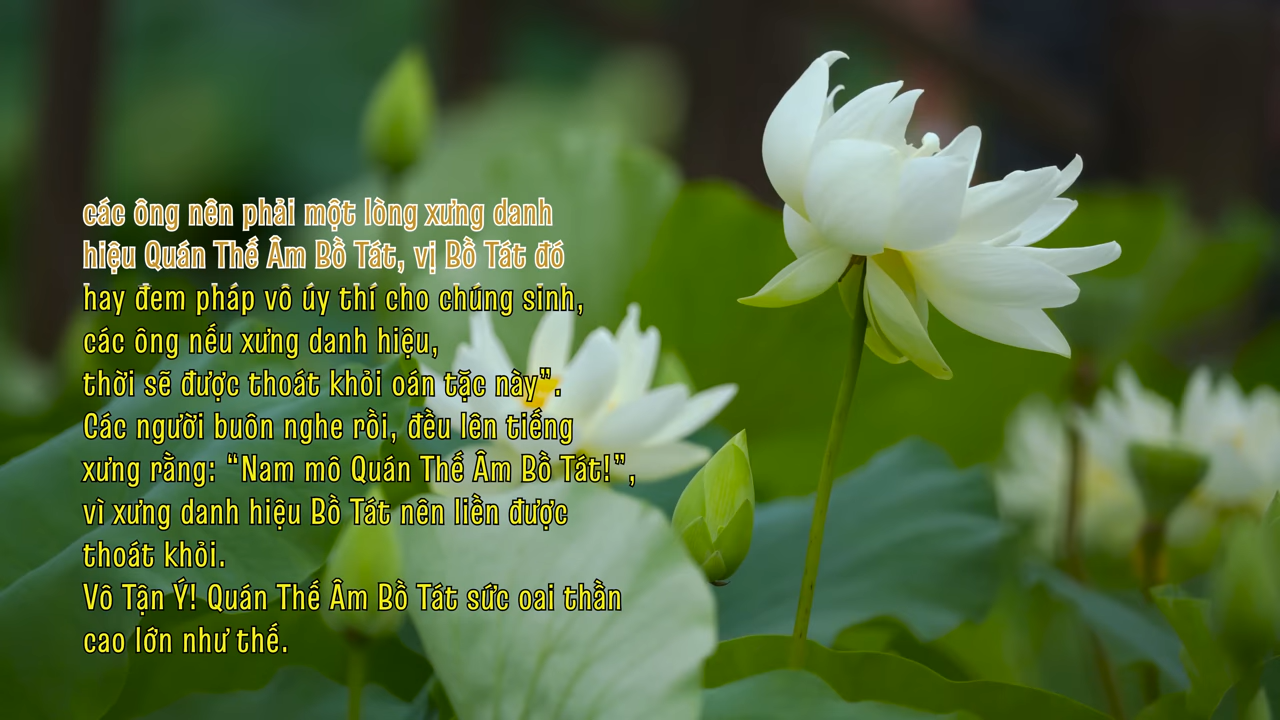 các ông nên phải một lòng xưng danh
hiệu Quán Thế Âm Bồ Tát, vị Bồ Tát đó
hay đem pháp vô úy thí cho chúng sinh,
các ông nếu xưng danh hiệu,
thời sẽ được thoát khỏi oán tặc này”.
Các người buôn nghe rồi, đều lên tiếng
xưng rằng: “Nam mô Quán Thế Âm Bồ Tát!”,
vì xưng danh hiệu Bồ Tát nên liền được
thoát khỏi.
Vô Tận Ý! Quán Thế Âm Bồ Tát sức oai thần
cao lớn như thế.